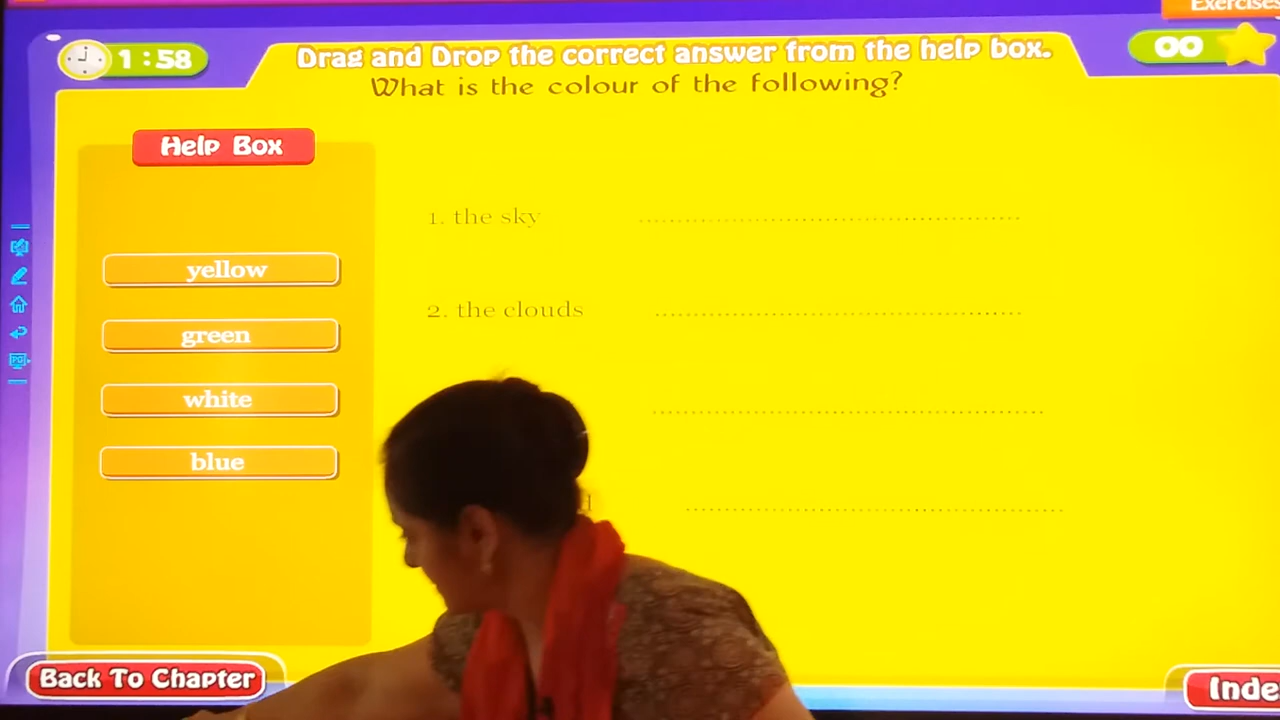 Exercises
1:58
Drag and Drop the correct answer from the help box.
00
What is the colour of the following?
Help Box
1. the sky ................................................
yellow
2. the clouds ................................................
green
white
blue
Back To Chapter